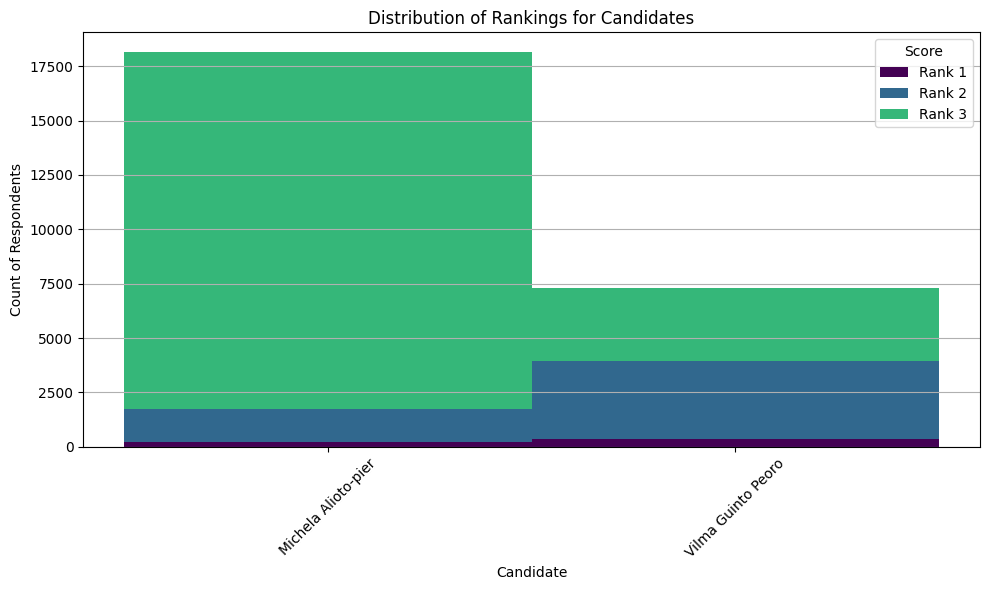 Distribution of Rankings for Candidates
Score
Rank 1
Rank 2
Rank 3
Count of Respondents
17500
15000
12500
10000
7500
5000
2500
0
Michela Alioto-pier
Vilma Guinto Peoro
Candidate